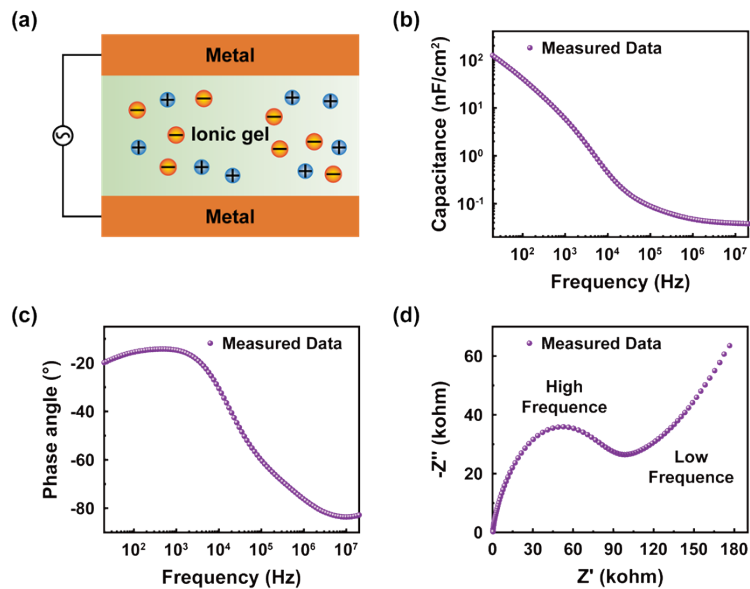 (a)
Metal
Ionic gel
Metal
(b)
Measured Data
Capacitance (nF/cm²)
10²
10¹
10⁰
10⁻¹
10² 10³ 10⁴ 10⁵ 10⁶ 10⁷
Frequency (Hz)
(c)
Measured Data
Phase angle (°)
-20
-40
-60
-80
10² 10³ 10⁴ 10⁵ 10⁶ 10⁷
Frequency (Hz)
(d)
Measured Data
-Z'' (kohm)
60
40
20
0
High
Frequence
Low
Frequence
0 30 60 90 120 150 180
Z' (kohm)